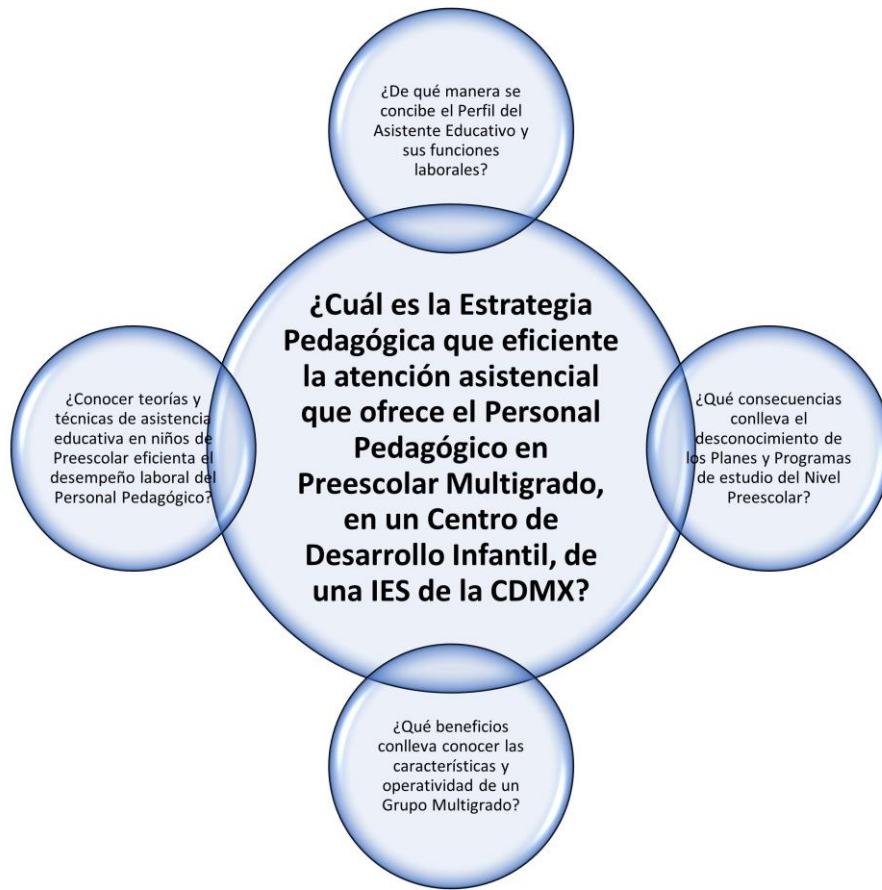 ¿De qué manera se
concibe el Perfil del
Asistente Educativo y
sus funciones
laborales?
¿Cuál es la Estrategia
Pedagógica que eficiente
la atención asistencial
que ofrece el Personal
Pedagógico en
Preescolar Multigrado,
en un Centro de
Desarrollo Infantil, de
una IES de la CDMX?
¿Conocer teorías y
técnicas de asistencia
educativa en niños de
Preescolar eficienta el
desempeño laboral del
Personal Pedagógico?
¿Qué consecuencias
conlleva el
desconocimiento de
los Planes y Programas
de estudio del Nivel
Preescolar?
¿Qué beneficios
conlleva conocer las
características y
operatividad de un
Grupo Multigrado?